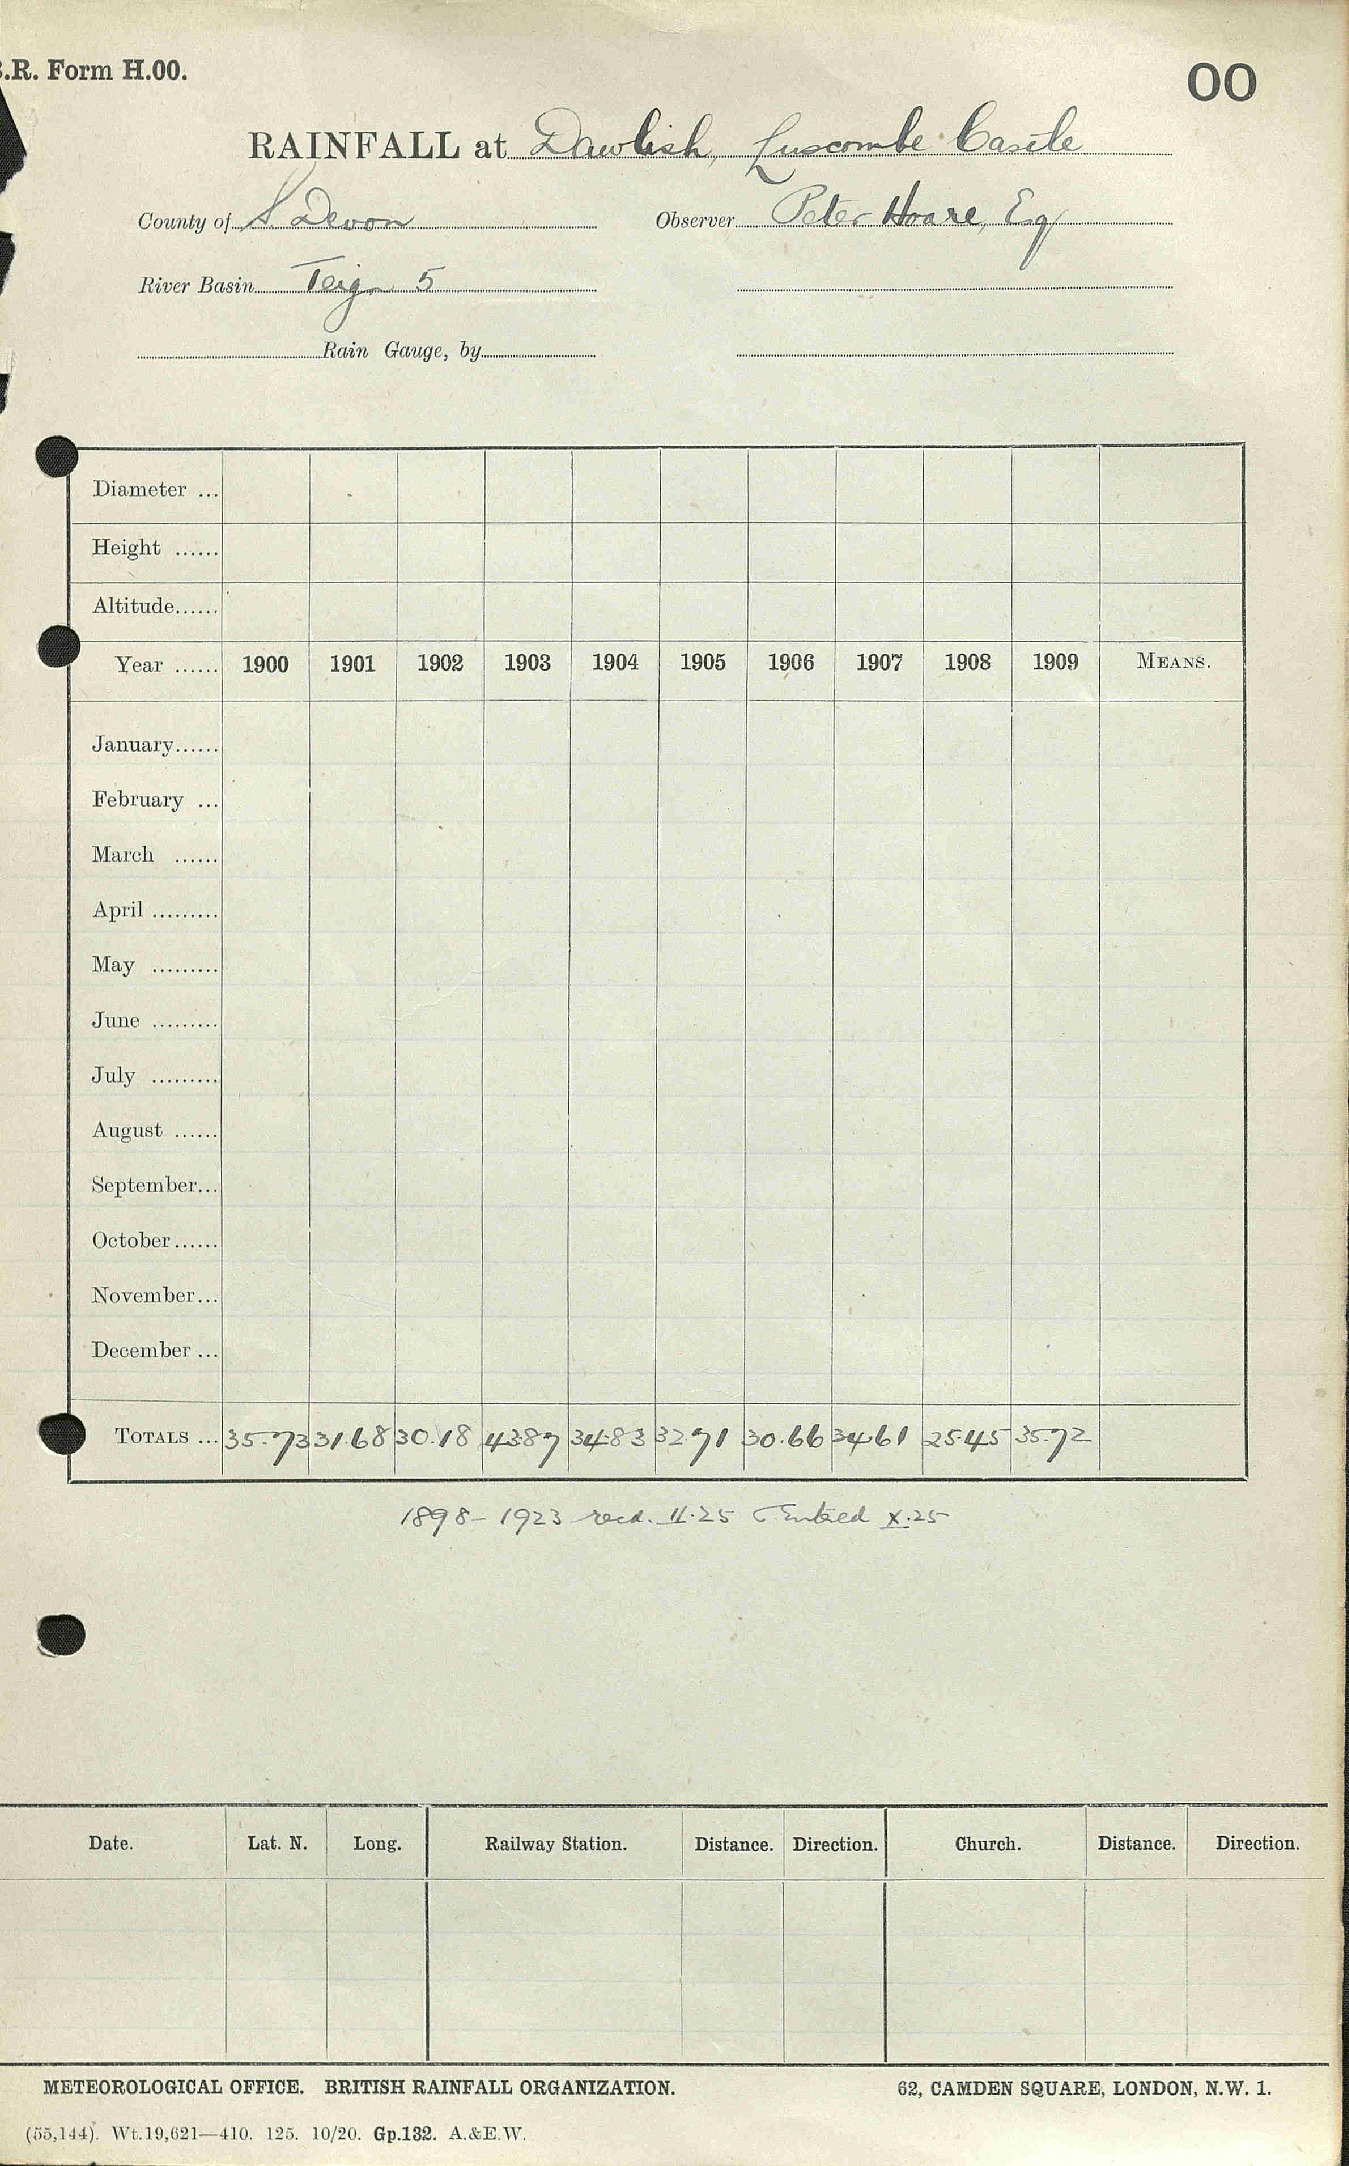 .R. Form H.00.
00
RAINFALL at Dawlish, Luscombe Castle
County of S. Devon Observer Peter Hoare, Esq
River Basin Teign 5
Rain Gauge, by
Diameter ...
Height ......
Altitude......
Year ...... 1900 1901 1902 1903 1904 1905 1906 1907 1908 1909 MEANS.
January......
February ...
March ......
April .........
May .........
June .........
July .........
August ......
September...
October......
November...
December ...
TOTALS ... 35.73 31.68 30.18 43.87 34.83 32.71 30.66 34.61 25.45 35.72
1898-1923 recd. II.25 Entered X.25
Date. Lat. N. Long. Railway Station. Distance. Direction. Church. Distance. Direction.
METEOROLOGICAL OFFICE. BRITISH RAINFALL ORGANIZATION. 62, CAMDEN SQUARE, LONDON, N.W. 1.
(55,144). Wt.19,621—410. 125. 10/20. Gp.132. A.&E.W.